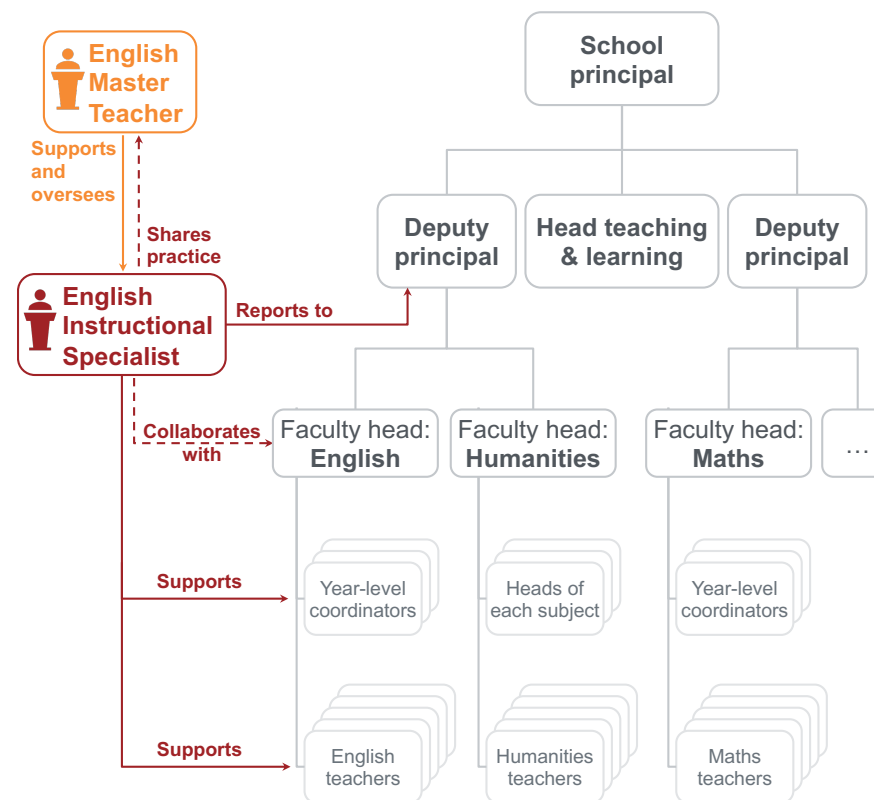 English
Master
Teacher
School
principal
Supports
and
oversees
Shares
practice
Deputy
principal
Head teaching
& learning
Deputy
principal
English
Instructional
Specialist
Reports to
Collaborates
with
Faculty head:
English
Faculty head:
Humanities
Faculty head:
Maths
...
Supports
Year-level
coordinators
Heads of
each subject
Year-level
coordinators
Supports
English
teachers
Humanities
teachers
Maths
teachers